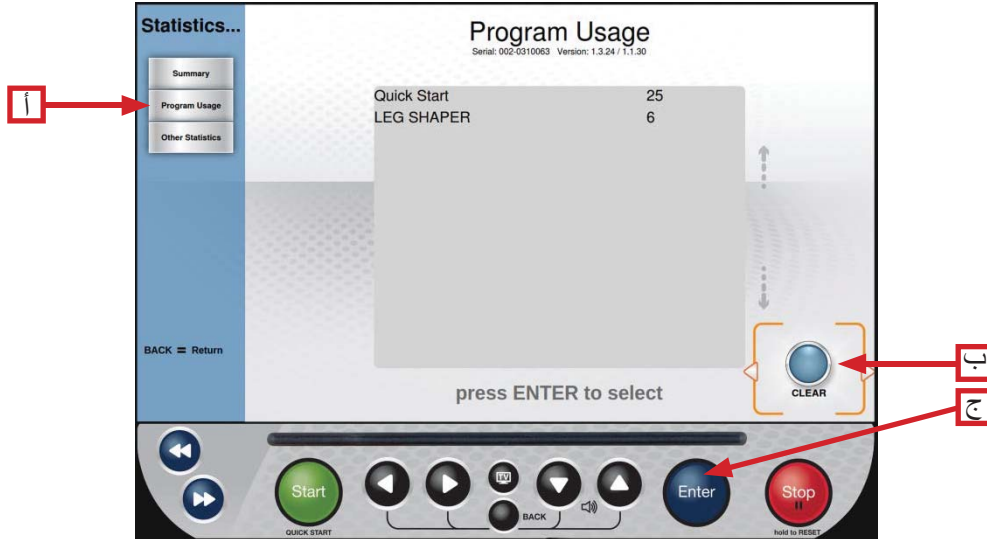 Statistics...
Program Usage
Serial: 002-0310063 Version: 1.3.24 / 1.1.30
Summary
Program Usage
Other Statistics
أ
Quick Start 25
LEG SHAPER 6
BACK = Return
press ENTER to select
CLEAR
ب
ج
Start
QUICK START
TV
BACK
Enter
Stop
hold to RESET